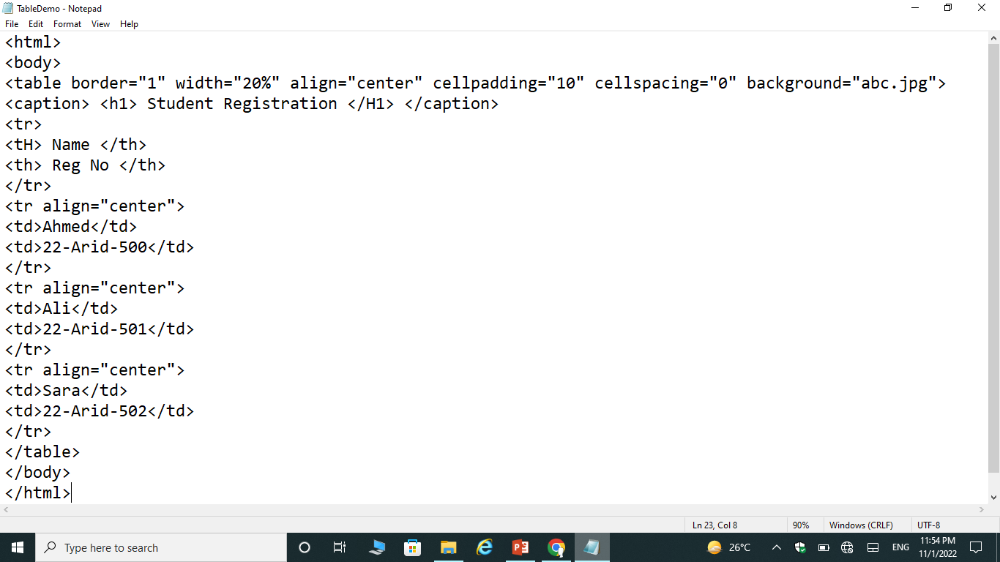 TableDemo - Notepad
File Edit Format View Help
<html>
<body>
<table border="1" width="20%" align="center" cellpadding="10" cellspacing="0" background="abc.jpg">
<caption> <h1> Student Registration </H1> </caption>
<tr>
<tH> Name </th>
<th> Reg No </th>
</tr>
<tr align="center">
<td>Ahmed</td>
<td>22-Arid-500</td>
</tr>
<tr align="center">
<td>Ali</td>
<td>22-Arid-501</td>
</tr>
<tr align="center">
<td>Sara</td>
<td>22-Arid-502</td>
</tr>
</table>
</body>
</html>
Ln 23, Col 8 90% Windows (CRLF) UTF-8
Type here to search 26°C ENG 11:54 PM
11/1/2022